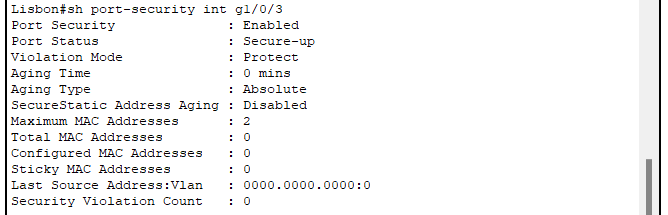 Lisbon#sh port-security int g1/0/3
Port Security              : Enabled
Port Status                : Secure-up
Violation Mode             : Protect
Aging Time                 : 0 mins
Aging Type                 : Absolute
SecureStatic Address Aging : Disabled
Maximum MAC Addresses      : 2
Total MAC Addresses        : 0
Configured MAC Addresses   : 0
Sticky MAC Addresses       : 0
Last Source Address:Vlan   : 0000.0000.0000:0
Security Violation Count   : 0